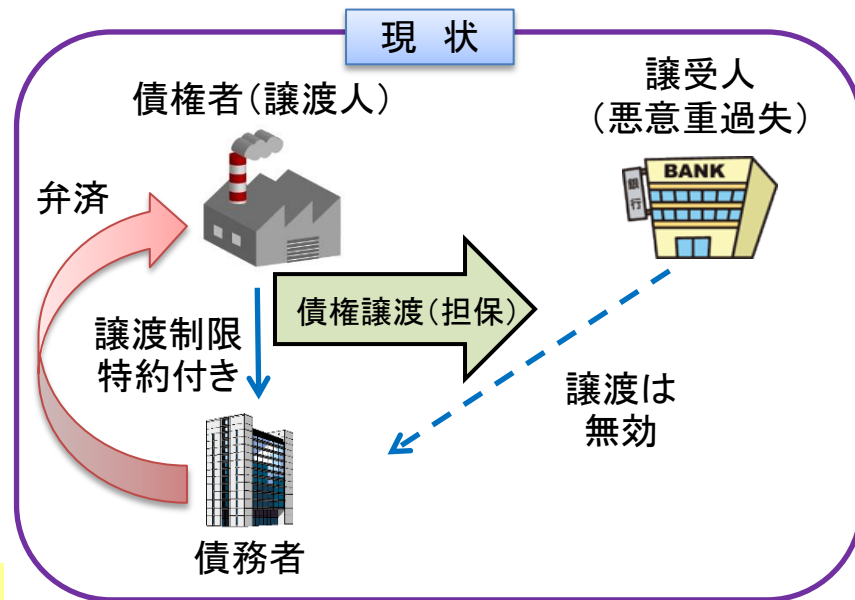 現 状
債権者(譲渡人)
譲受人
(悪意重過失)
BANK
銀
行
弁済
債権譲渡(担保)
譲渡制限
特約付き
譲渡は
無効
債務者